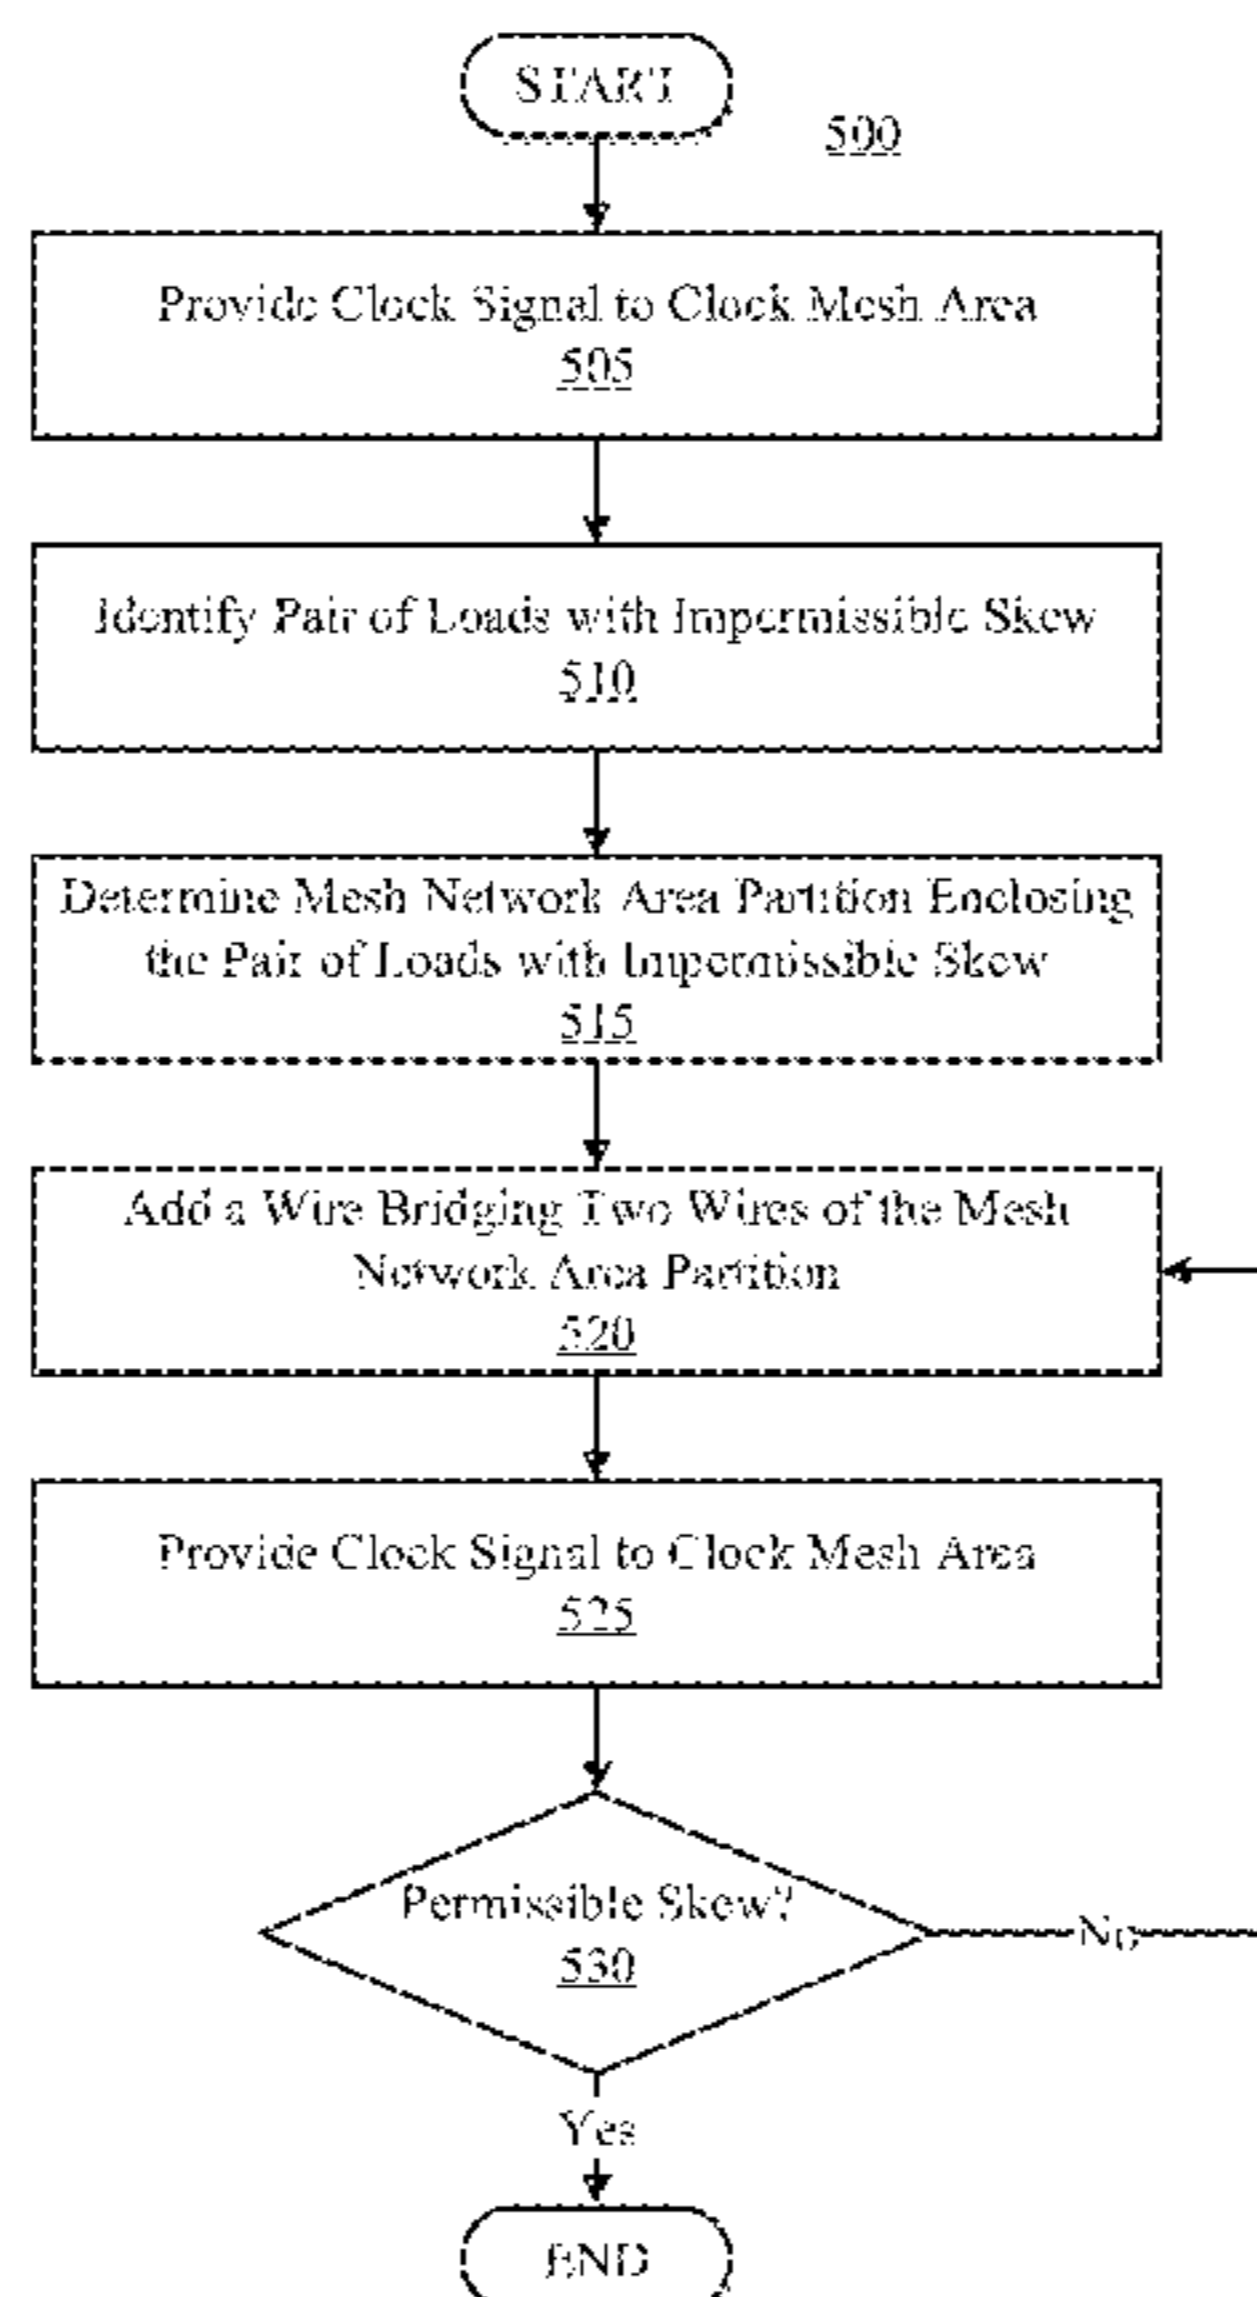 START
500
Provide Clock Signal to Clock Mesh Area
505
Identify Pair of Loads with Impermissible Skew
510
Determine Mesh Network Area Partition Enclosing
the Pair of Loads with Impermissible Skew
515
Add a Wire Bridging Two Wires of the Mesh
Network Area Partition
520
Provide Clock Signal to Clock Mesh Area
525
Permissible Skew?
530
No
Yes
END